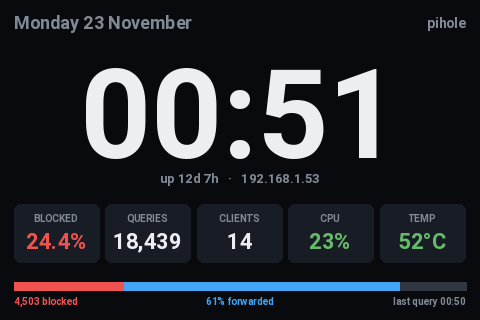 Monday 23 November pihole
00:51
up 12d 7h · 192.168.1.53
BLOCKED QUERIES CLIENTS CPU TEMP
24.4% 18,439 14 23% 52°C
4,503 blocked 61% forwarded last query 00:50